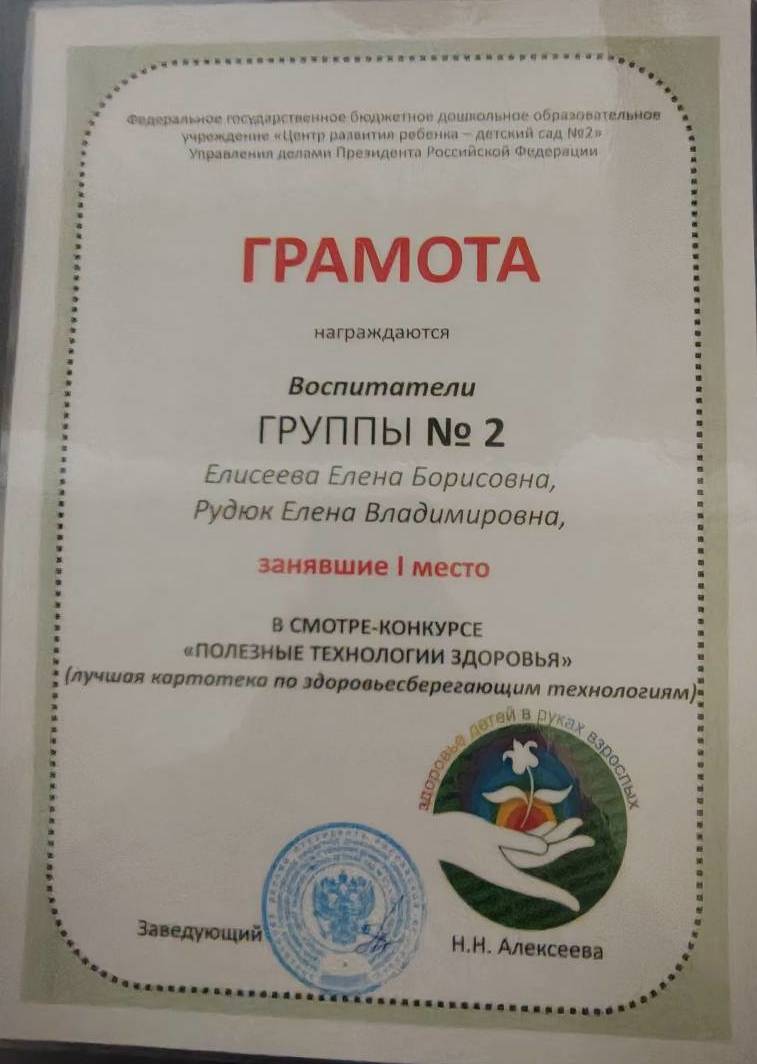 Федеральное государственное бюджетное дошкольное образовательное
учреждение «Центр развития ребенка – детский сад №2»
Управления делами Президента Российской Федерации
ГРАМОТА
награждаются
Воспитатели
ГРУППЫ № 2
Елисеева Елена Борисовна,
Рудюк Елена Владимировна,
занявшие I место
В СМОТРЕ-КОНКУРСЕ
«ПОЛЕЗНЫЕ ТЕХНОЛОГИИ ЗДОРОВЬЯ»
(лучшая картотека по здоровьесберегающим технологиям)
здоровье детей в руках взрослых
Заведующий
Н.Н. Алексеева